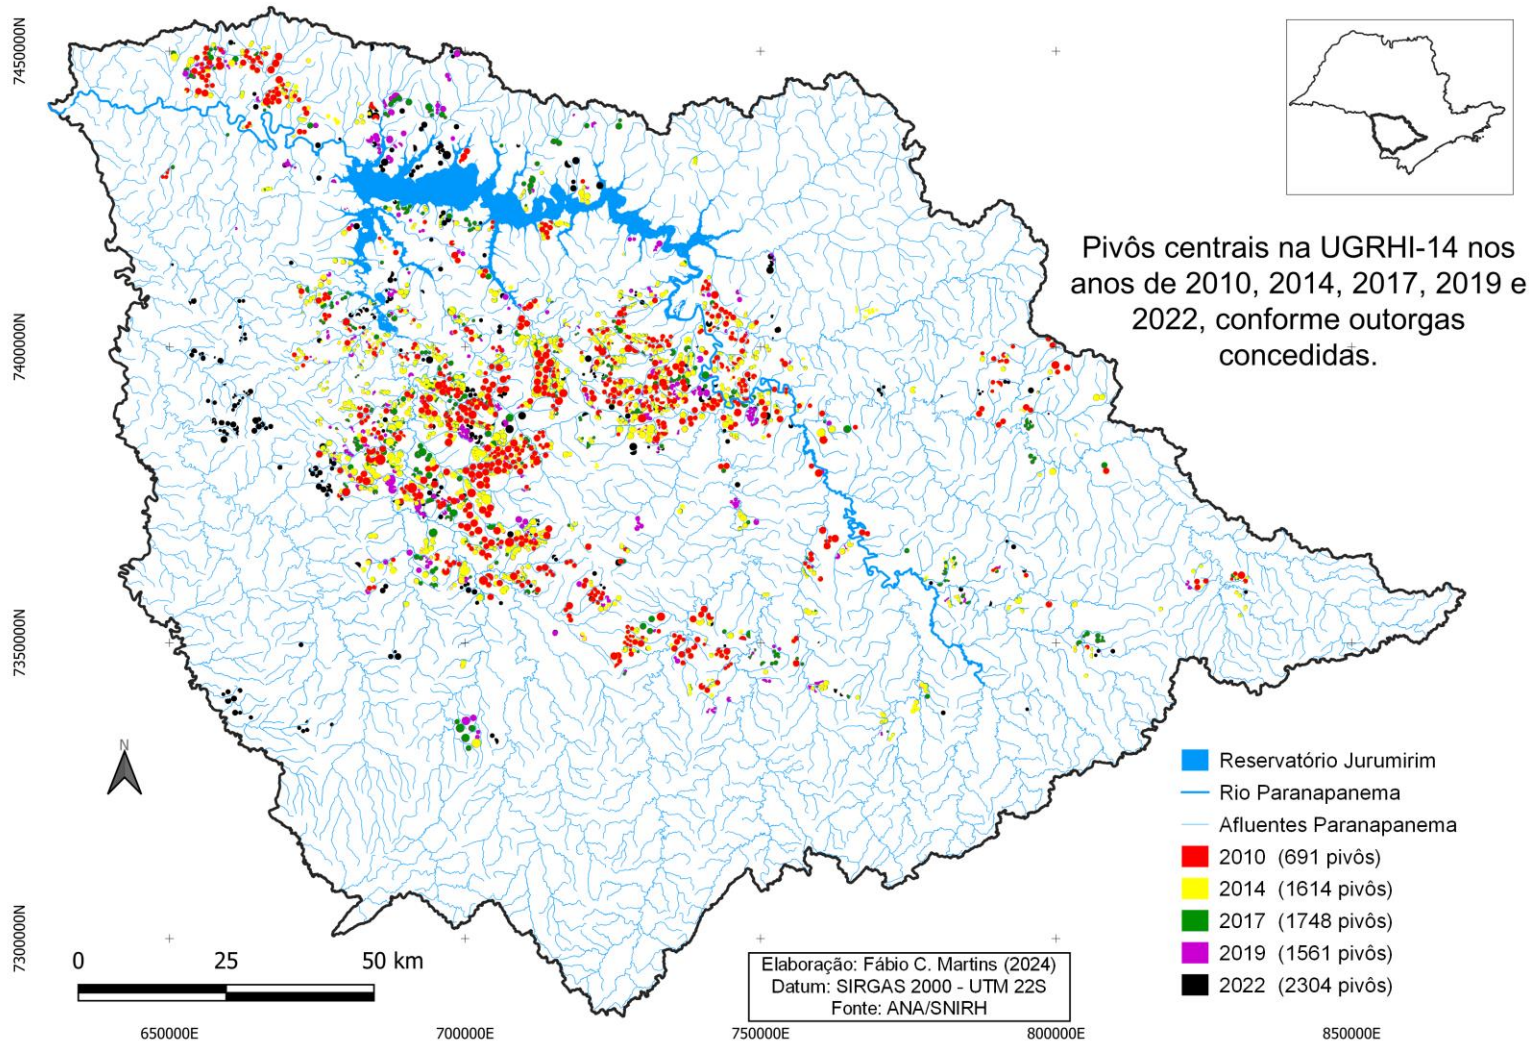 7450000N
7400000N
7350000N
7300000N
Pivôs centrais na UGRHI-14 nos
anos de 2010, 2014, 2017, 2019 e
2022, conforme outorgas
concedidas.
N
Reservatório Jurumirim
Rio Paranapanema
Afluentes Paranapanema
2010 (691 pivôs)
2014 (1614 pivôs)
2017 (1748 pivôs)
2019 (1561 pivôs)
2022 (2304 pivôs)
0 25 50 km
Elaboração: Fábio C. Martins (2024)
Datum: SIRGAS 2000 - UTM 22S
Fonte: ANA/SNIRH
650000E 700000E 750000E 800000E 850000E